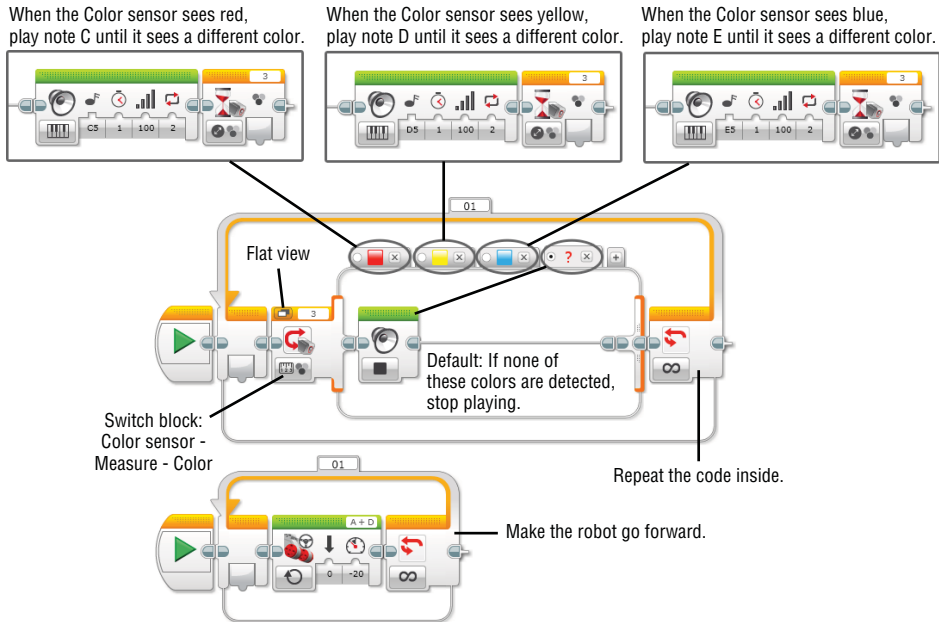 When the Color sensor sees red,
play note C until it sees a different color.
When the Color sensor sees yellow,
play note D until it sees a different color.
When the Color sensor sees blue,
play note E until it sees a different color.
3
C5 1 100 2
3
D5 1 100 2
3
E5 1 100 2
01
Flat view
?
+
3
Default: If none of
these colors are detected,
stop playing.
∞
Switch block:
Color sensor -
Measure - Color
Repeat the code inside.
01
A + D
Make the robot go forward.
0 -20
∞